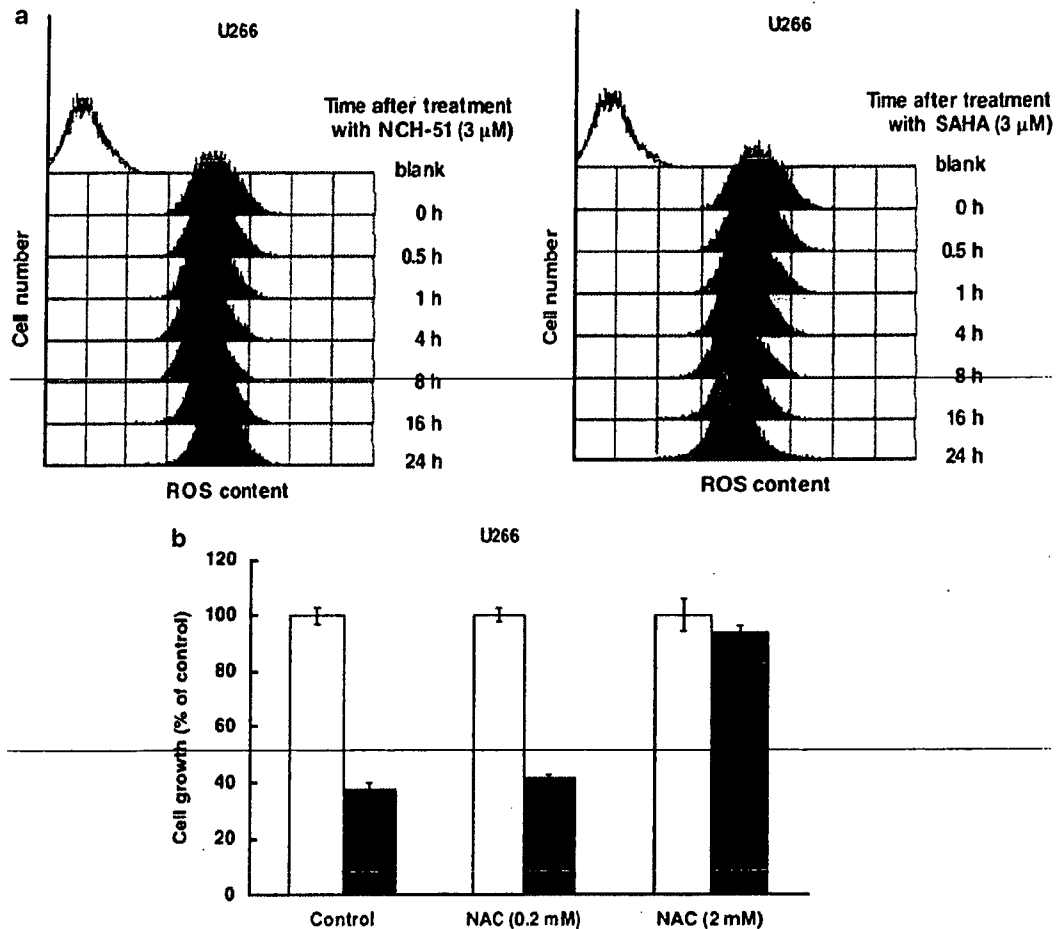 a
U266
Time after treatment
with NCH-51 (3 µM)
blank
0 h
0.5 h
1 h
4 h
8 h
16 h
24 h
Cell number
ROS content
U266
Time after treatment
with SAHA (3 µM)
blank
0 h
0.5 h
1 h
4 h
8 h
16 h
24 h
Cell number
ROS content
b
U266
Cell growth (% of control)
120
100
80
60
40
20
0
Control
NAC (0.2 mM)
NAC (2 mM)